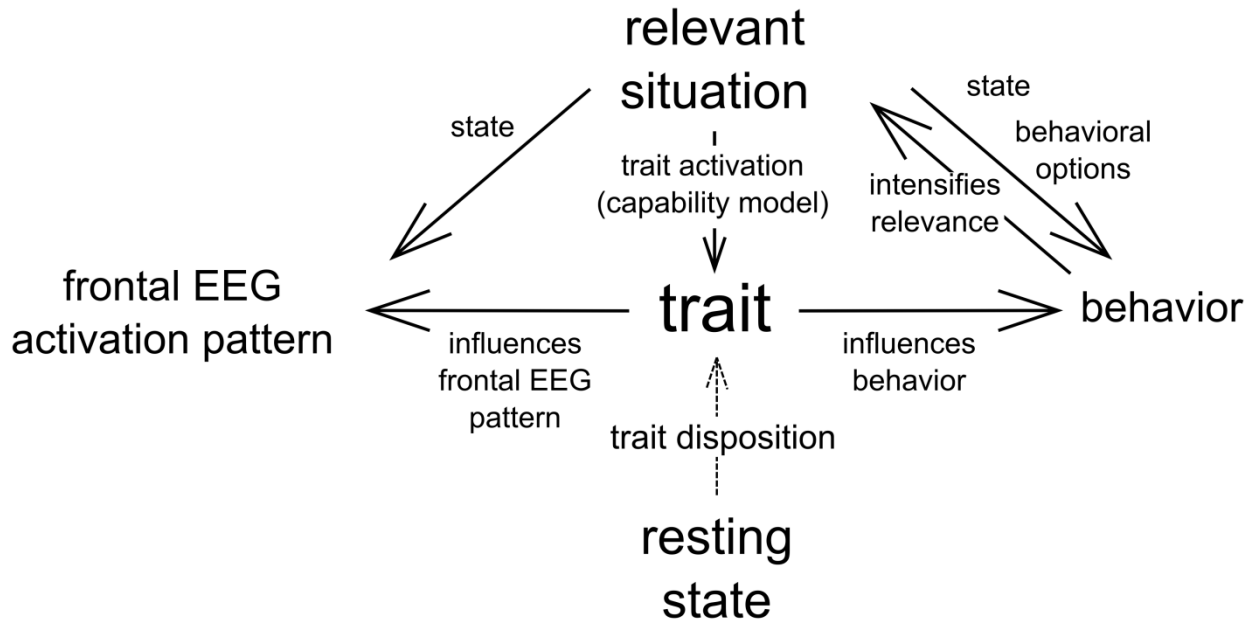 relevant
situation
state
state
behavioral
options
trait activation
(capability model)
intensifies
relevance
frontal EEG
activation pattern
trait
behavior
influences
frontal EEG
pattern
influences
behavior
trait disposition
resting
state